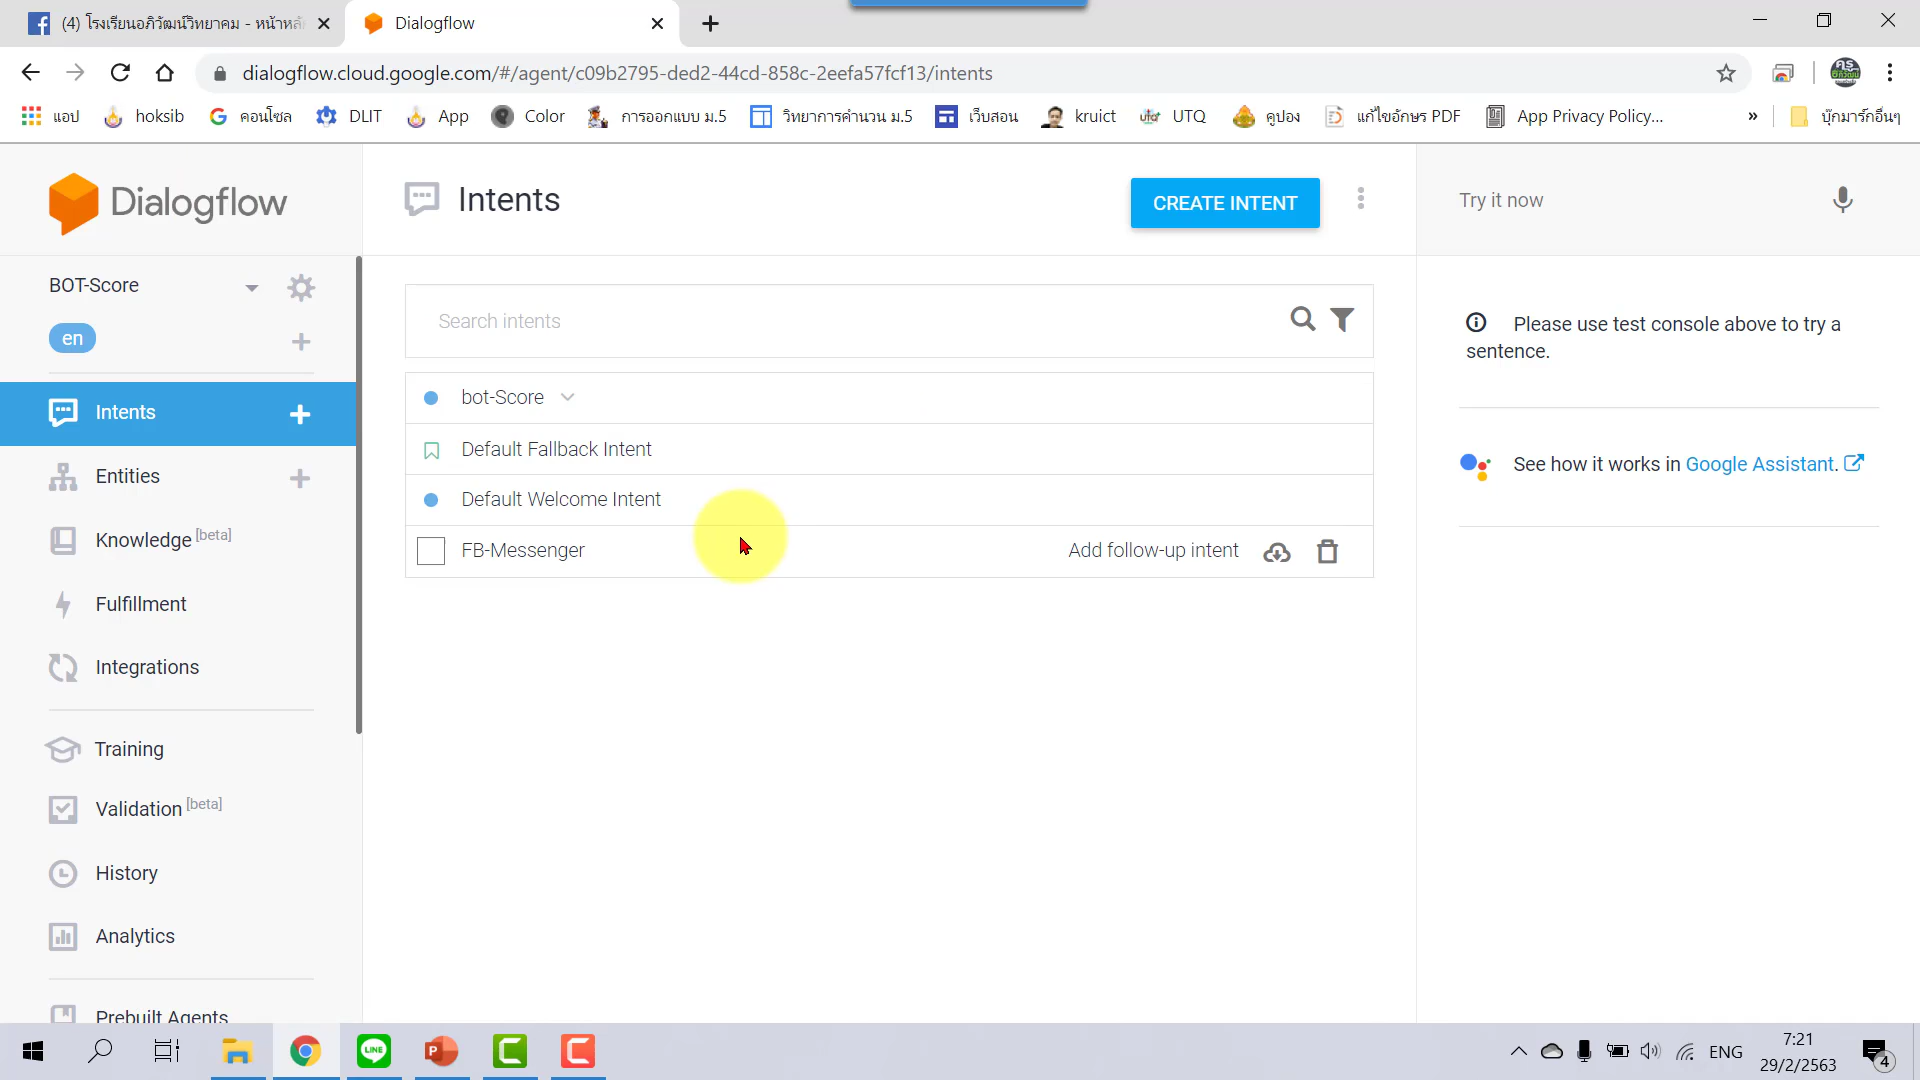 (4) โรงเรียนอภิวัฒน์วิทยาคม - หน้าหลัก
Dialogflow
dialogflow.cloud.google.com/#/agent/c09b2795-ded2-44cd-858c-2eefa57fcf13/intents
แอป
hoksib
คอนโซล
DLIT
App
Color
การออกแบบ ม.5
วิทยาการคำนวน ม.5
เว็บสอน
kruict
UTQ
คูปอง
แก้ไขอักษร PDF
App Privacy Policy...
»
บุ๊กมาร์กอื่นๆ
Dialogflow
BOT-Score
en
Intents
Entities
Knowledge [beta]
Fulfillment
Integrations
Training
Validation [beta]
History
Analytics
Prebuilt Agents
Intents
CREATE INTENT
Search intents
bot-Score
Default Fallback Intent
Default Welcome Intent
FB-Messenger
Add follow-up intent
Try it now
Please use test console above to try a
sentence.
See how it works in Google Assistant.
LINE
ENG
7:21
29/2/2563
4